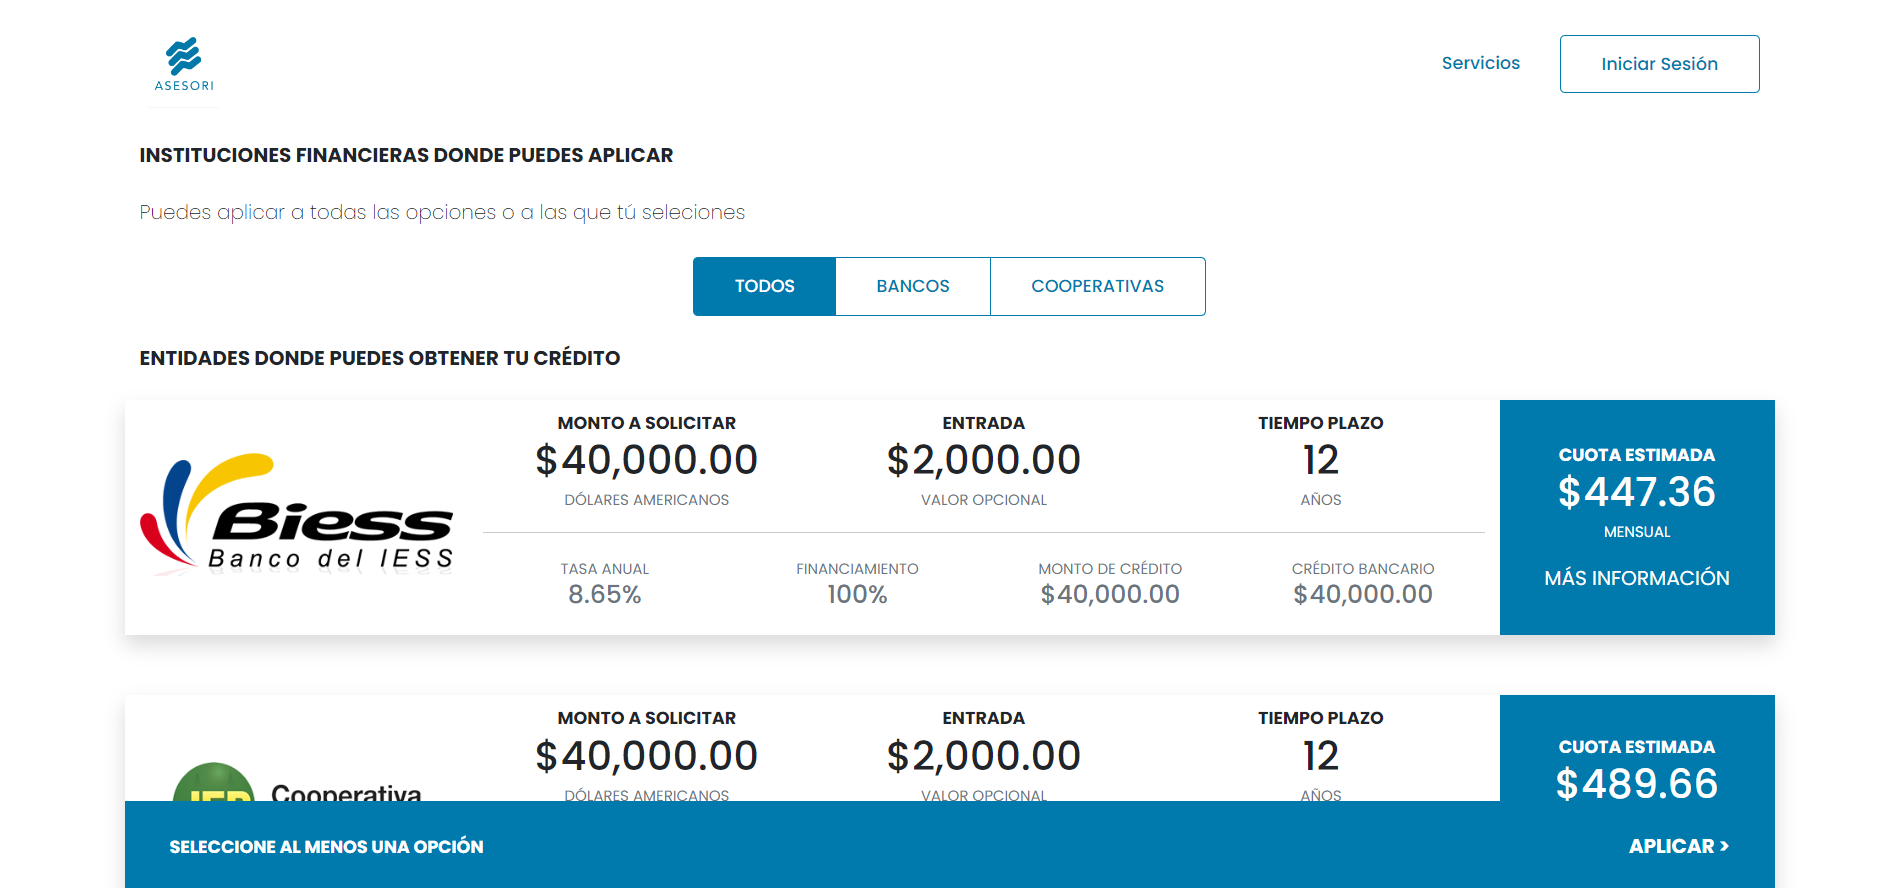 ASESORI
Servicios
Iniciar Sesión
INSTITUCIONES FINANCIERAS DONDE PUEDES APLICAR
Puedes aplicar a todas las opciones o a las que tú seleciones
TODOS
BANCOS
COOPERATIVAS
ENTIDADES DONDE PUEDES OBTENER TU CRÉDITO
Biess
Banco del IESS
MONTO A SOLICITAR
$40,000.00
DÓLARES AMERICANOS
ENTRADA
$2,000.00
VALOR OPCIONAL
TIEMPO PLAZO
12
AÑOS
TASA ANUAL
8.65%
FINANCIAMIENTO
100%
MONTO DE CRÉDITO
$40,000.00
CRÉDITO BANCARIO
$40,000.00
CUOTA ESTIMADA
$447.36
MENSUAL
MÁS INFORMACIÓN
Cooperativa
MONTO A SOLICITAR
$40,000.00
DÓLARES AMERICANOS
ENTRADA
$2,000.00
VALOR OPCIONAL
TIEMPO PLAZO
12
AÑOS
CUOTA ESTIMADA
$489.66
SELECCIONE AL MENOS UNA OPCIÓN
APLICAR >